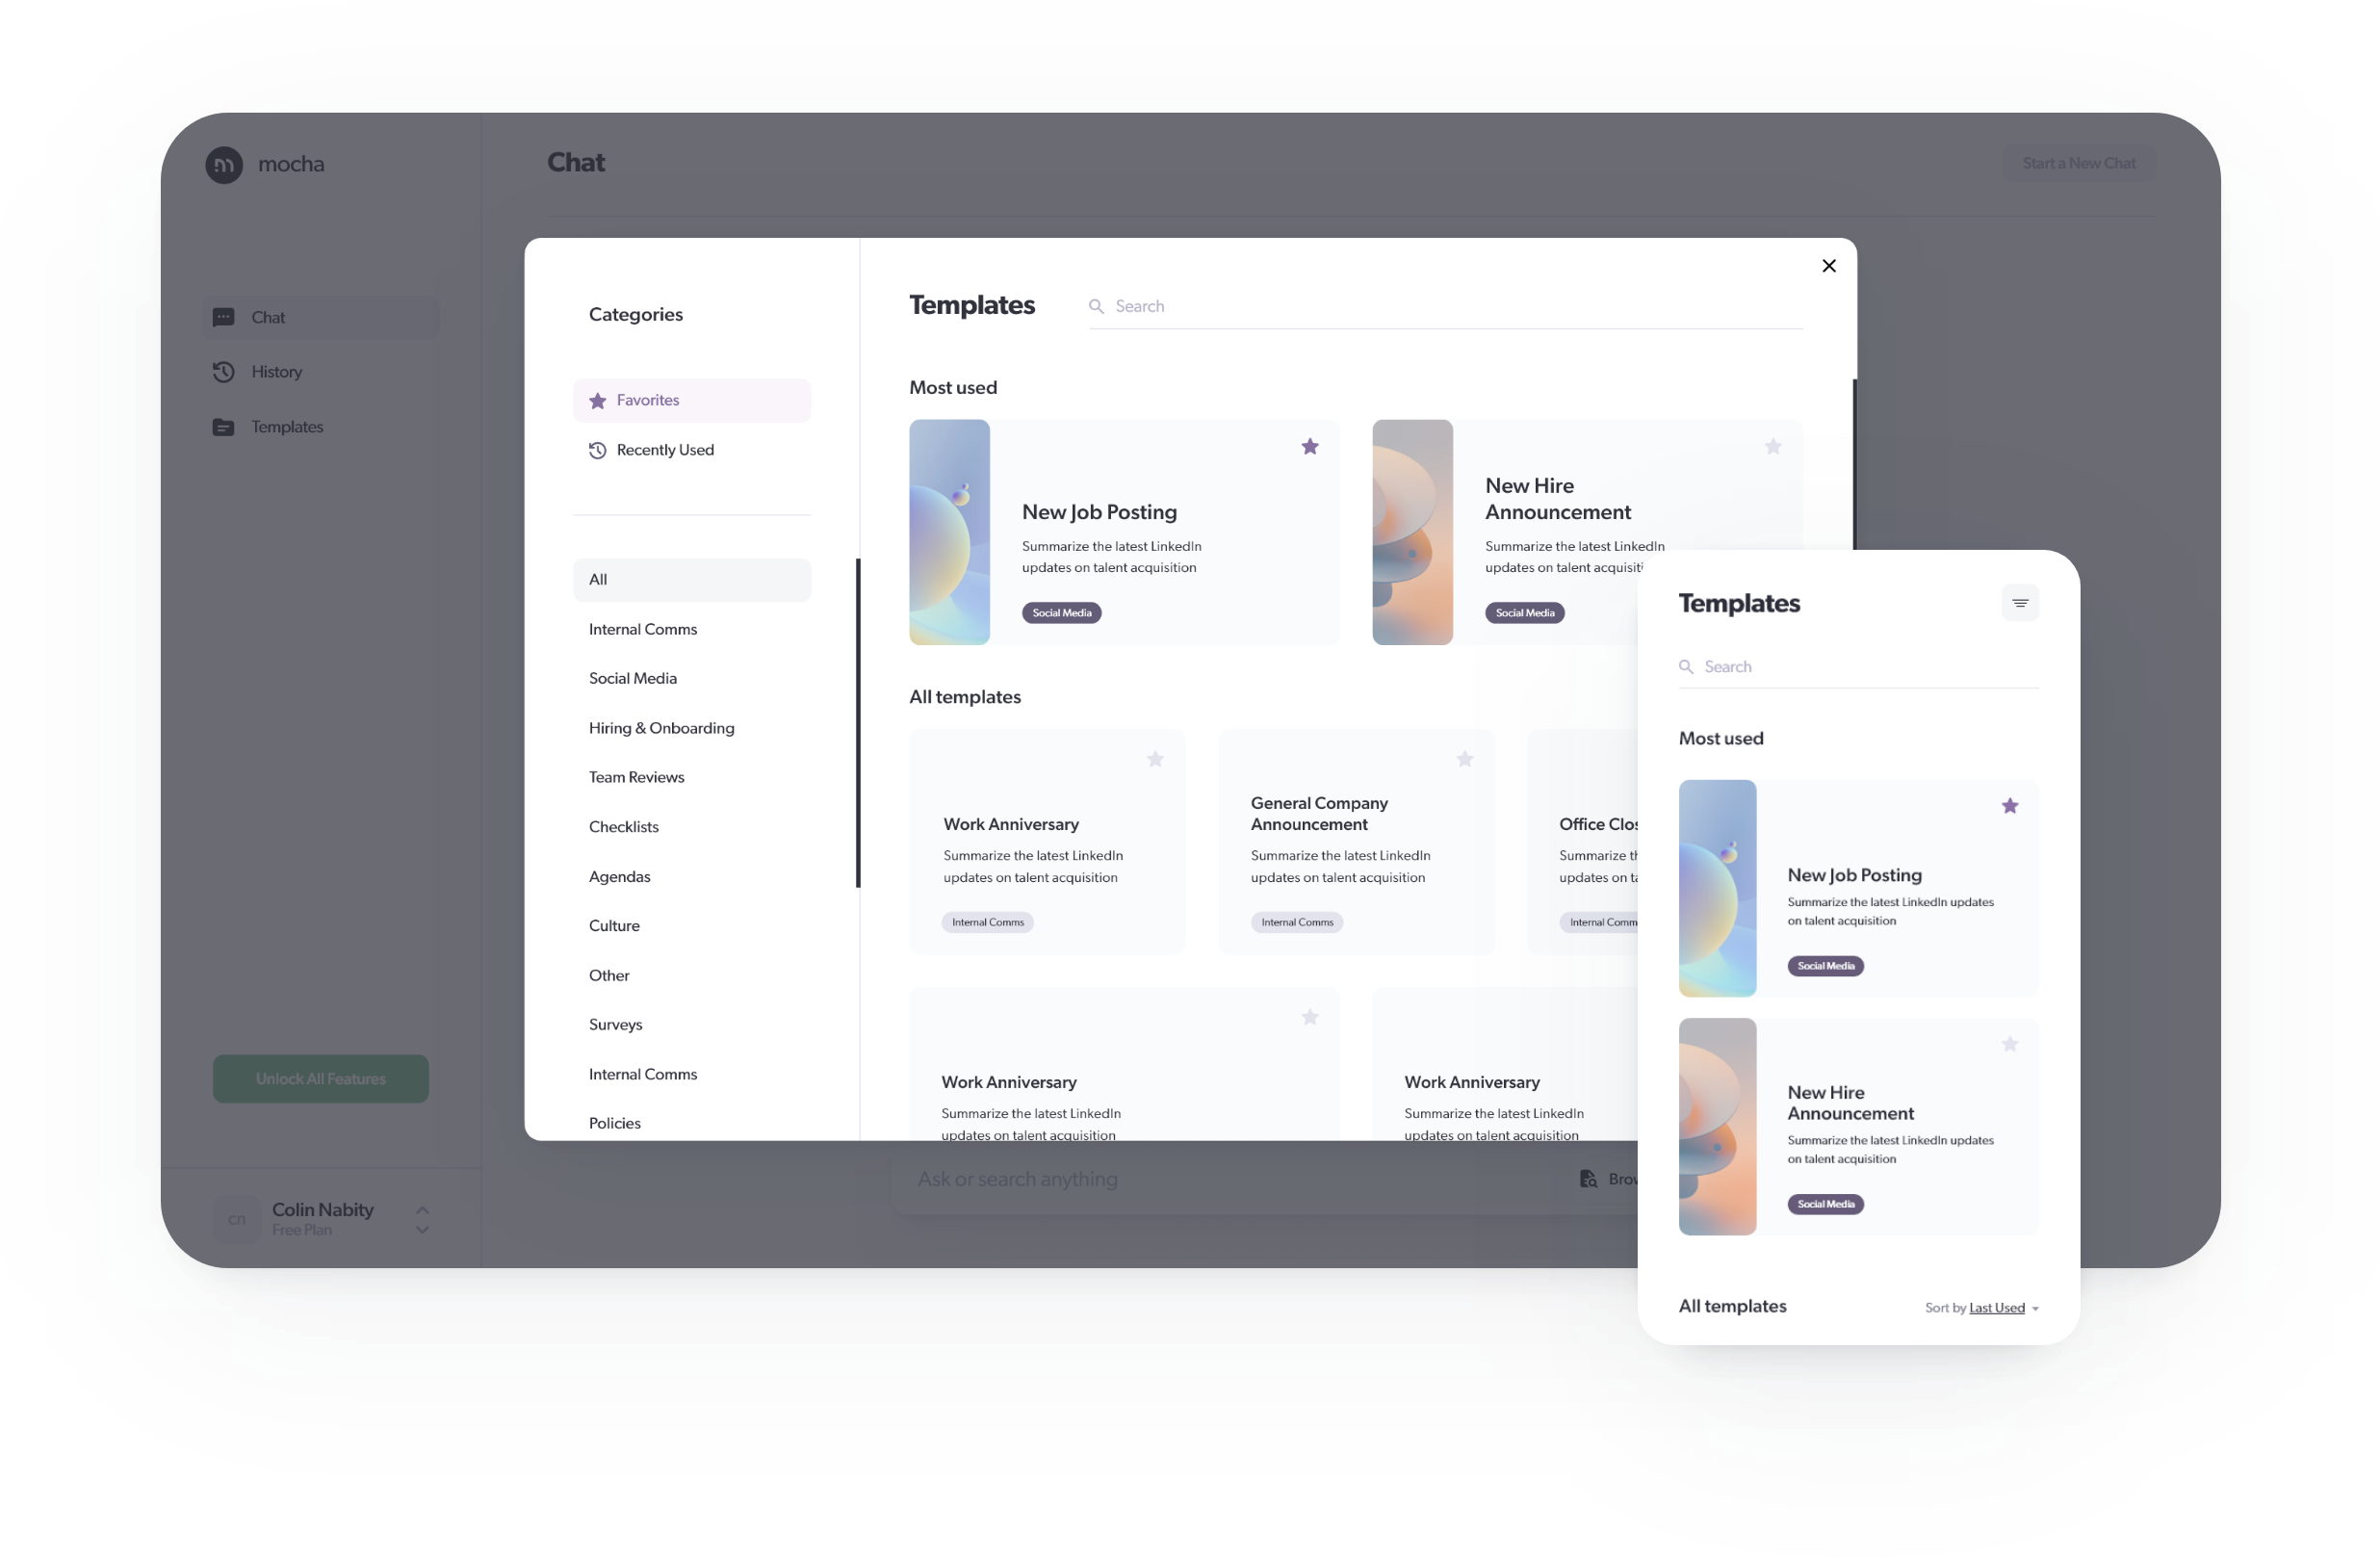 mocha
Chat
History
Templates
Unlock All Features
cn
Colin Nabity
Free Plan
Chat
Start a New Chat
Categories
Favorites
Recently Used
All
Internal Comms
Social Media
Hiring & Onboarding
Team Reviews
Checklists
Agendas
Culture
Other
Surveys
Internal Comms
Policies
Templates
Search
Most used
New Job Posting
Summarize the latest LinkedIn
updates on talent acquisition
Social Media
New Hire
Announcement
Summarize the latest LinkedIn
updates on talent
Social Media
All templates
Work Anniversary
Summarize the latest LinkedIn
updates on talent acquisition
Internal Comms
General Company
Announcement
Summarize the latest LinkedIn
updates on talent acquisition
Internal Comms
Office
Summarize
updates on
Internal
Work Anniversary
Summarize the latest LinkedIn
updates on talent acquisition
Work Anniversary
Summarize the latest LinkedIn
updates on talent acquisition
Ask or search anything
Templates
Search
Most used
New Job Posting
Summarize the latest LinkedIn updates
on talent acquisition
Social Media
New Hire
Announcement
Summarize the latest LinkedIn updates
on talent acquisition
Social Media
All templates
Sort by Last Used